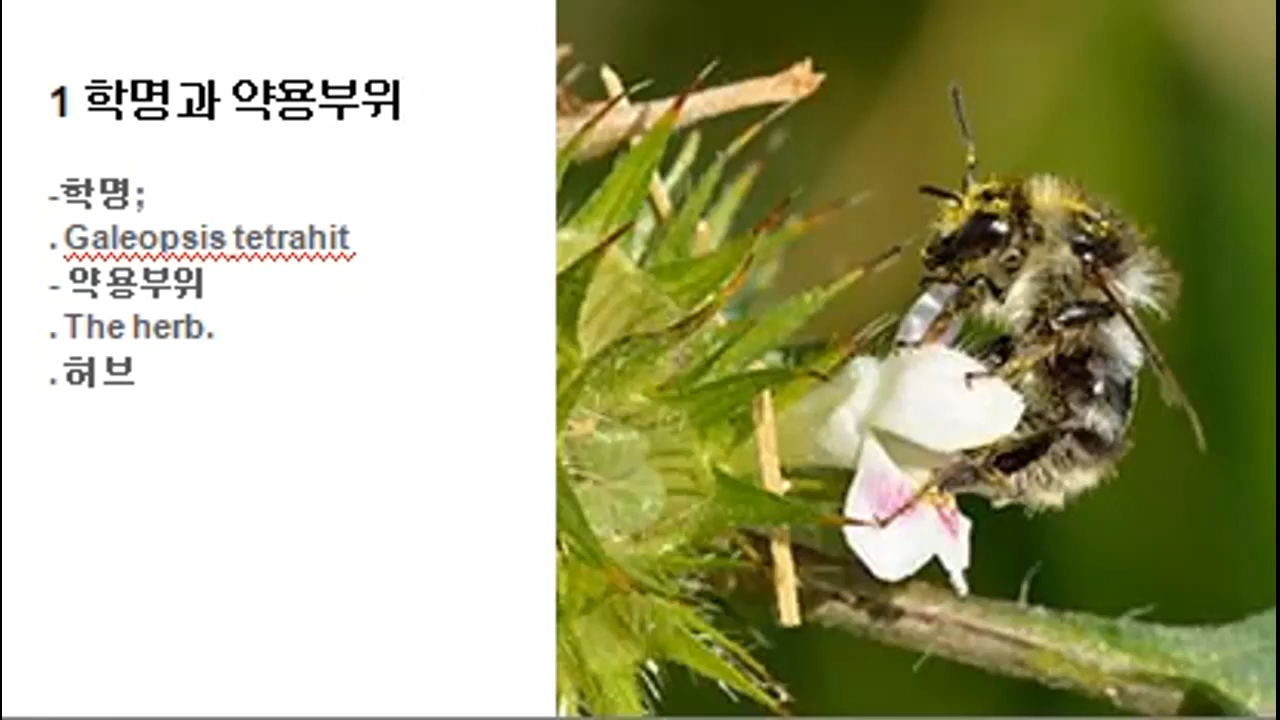 1 학명과 약용부위
-학명;
. Galeopsis tetrahit
- 약용부위
. The herb.
. 허브